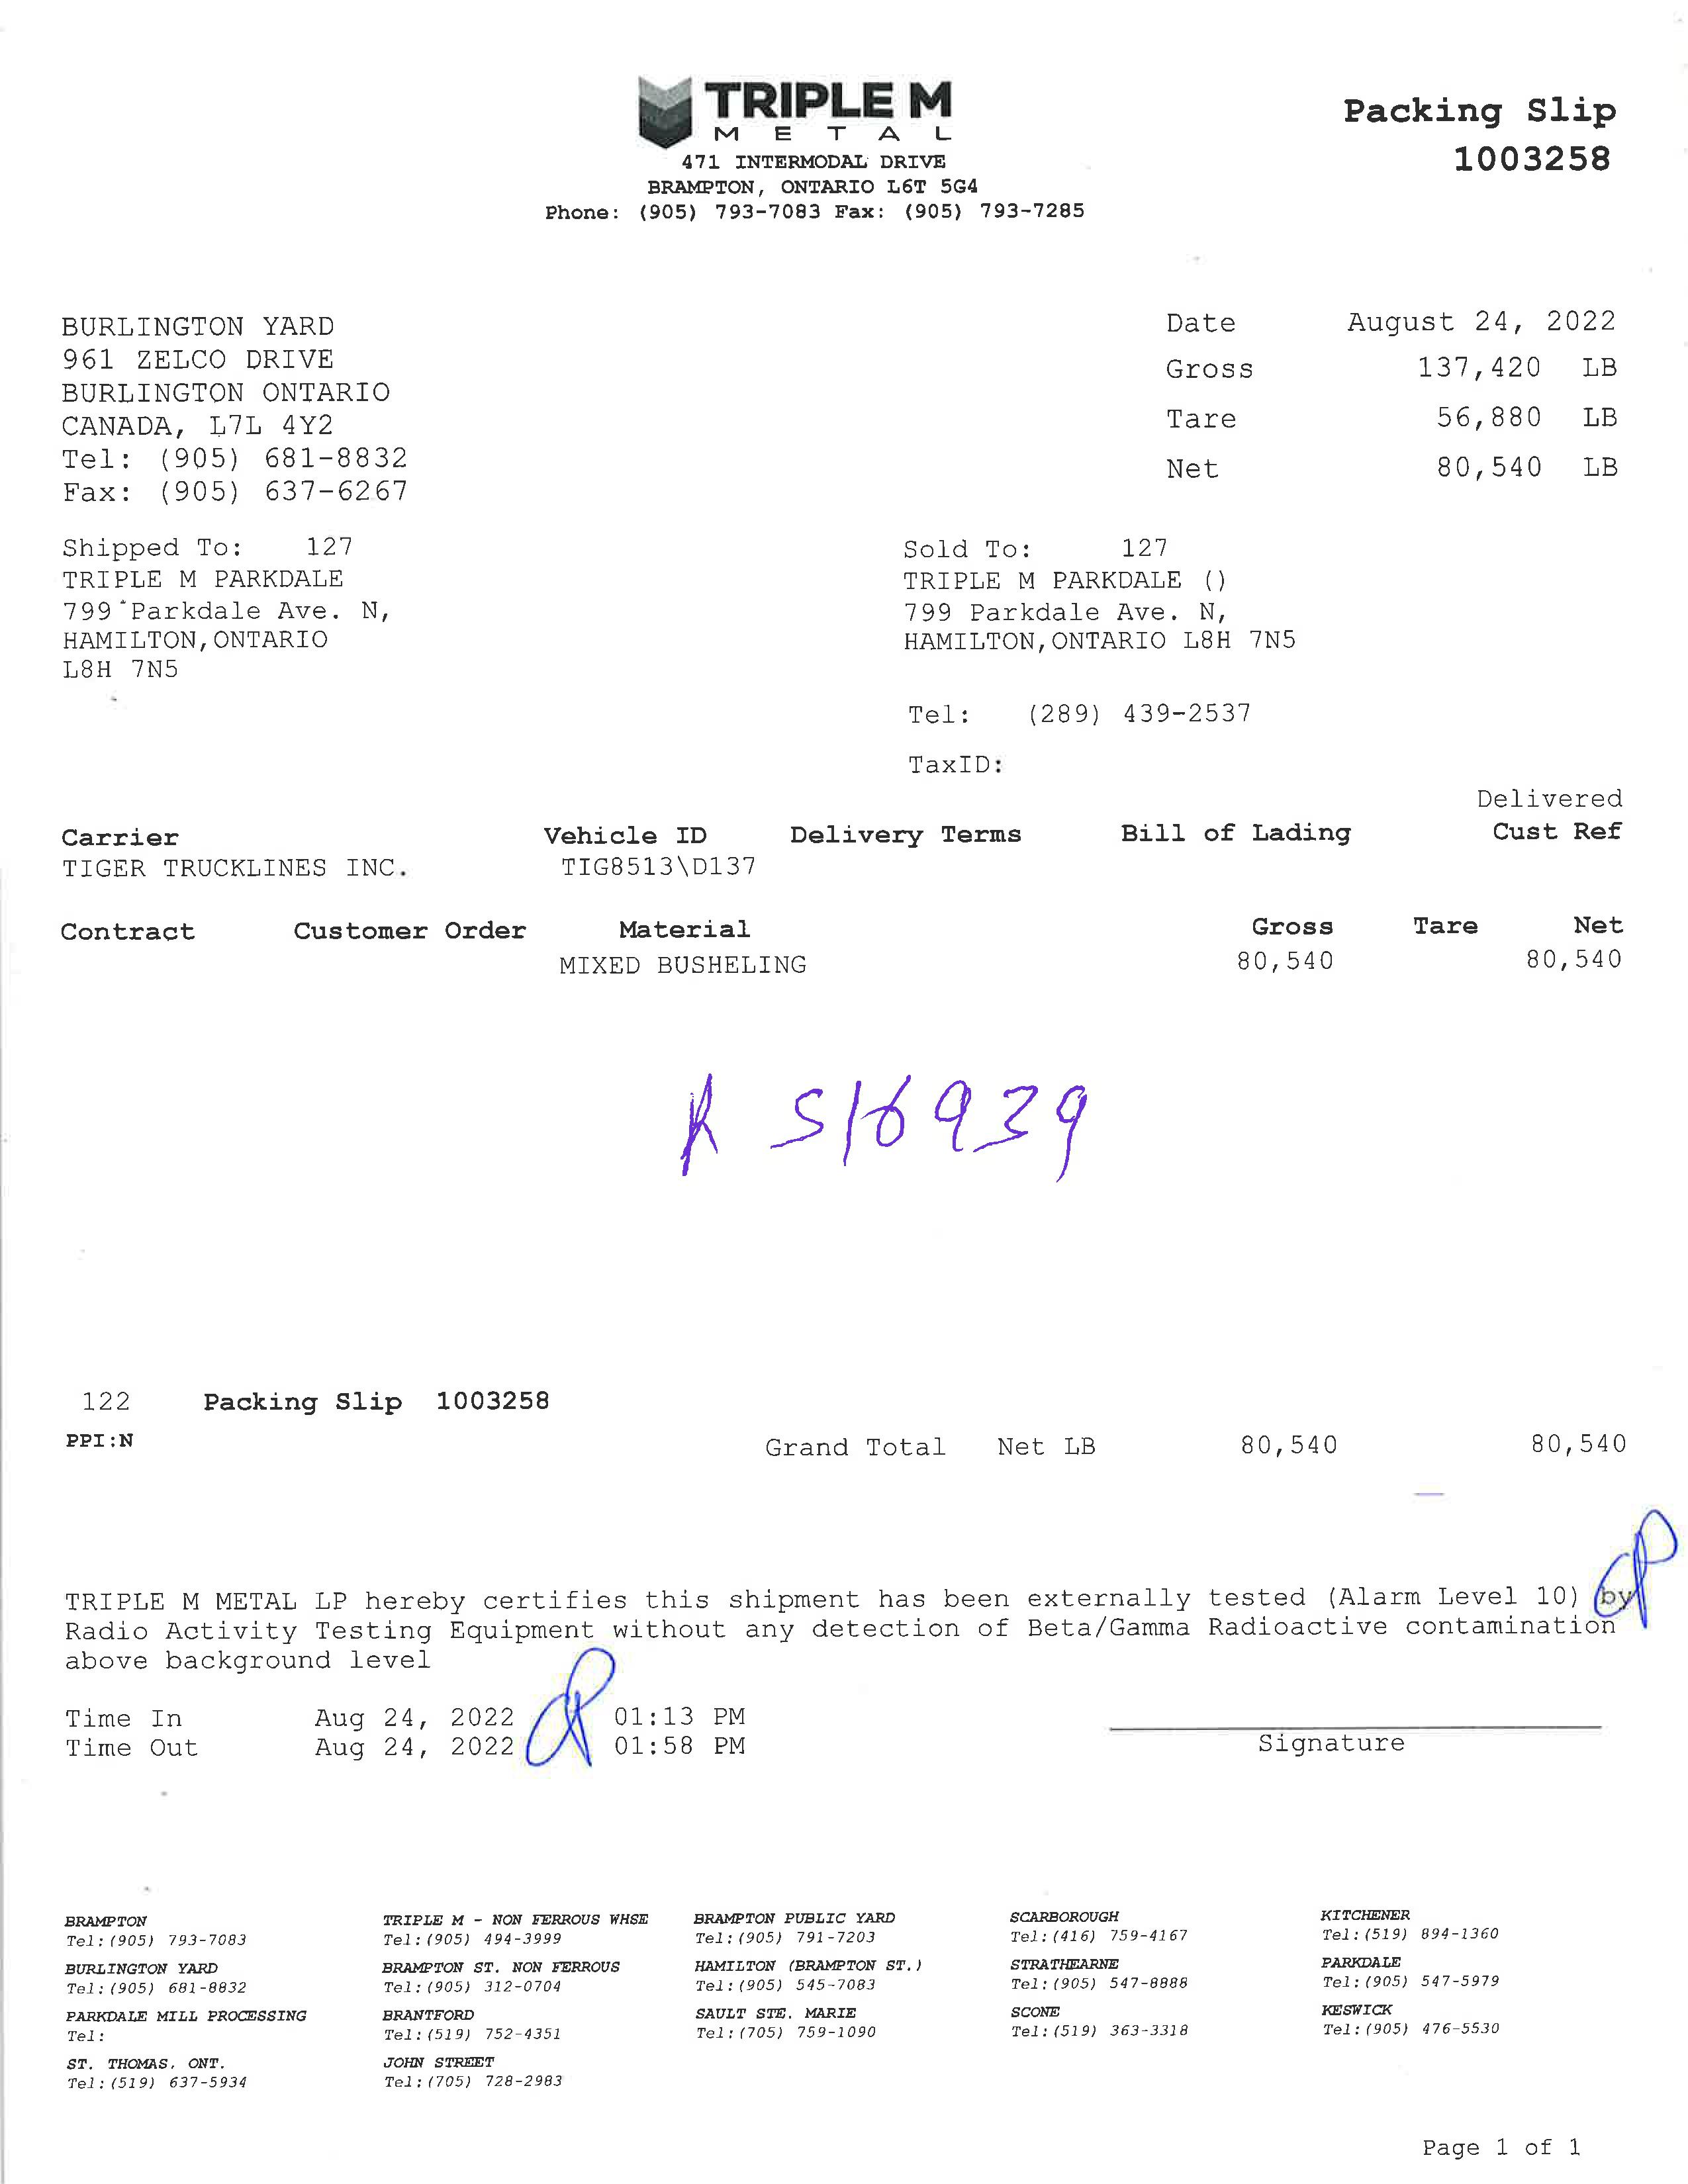 TRIPLE M
METAL
471 INTERMODAL DRIVE
BRAMPTON, ONTARIO L6T 5G4
Phone: (905) 793-7083 Fax: (905) 793-7285
Packing Slip
1003258
BURLINGTON YARD
961 ZELCO DRIVE
BURLINGTON ONTARIO
CANADA, L7L 4Y2
Tel: (905) 681-8832
Fax: (905) 637-6267
Date August 24, 2022
Gross 137,420 LB
Tare 56,880 LB
Net 80,540 LB
Shipped To: 127
TRIPLE M PARKDALE
799 Parkdale Ave. N,
HAMILTON,ONTARIO
L8H 7N5
Sold To: 127
TRIPLE M PARKDALE ()
799 Parkdale Ave. N,
HAMILTON,ONTARIO L8H 7N5
Tel: (289) 439-2537
TaxID:
Delivered
Carrier Vehicle ID Delivery Terms Bill of Lading Cust Ref
TIGER TRUCKLINES INC. TIG8513\D137
Contract Customer Order Material Gross Tare Net
MIXED BUSHELING 80,540 80,540
R 516939
122 Packing Slip 1003258
PPI:N
Grand Total Net LB 80,540 80,540
TRIPLE M METAL LP hereby certifies this shipment has been externally tested (Alarm Level 10) by
Radio Activity Testing Equipment without any detection of Beta/Gamma Radioactive contamination
above background level
Time In Aug 24, 2022 01:13 PM
Time Out Aug 24, 2022 01:58 PM
Signature
BRAMPTON TRIPLE M - NON FERROUS WHSE BRAMPTON PUBLIC YARD SCARBOROUGH KITCHENER
Tel:(905) 793-7083 Tel:(905) 494-3999 Tel:(905) 791-7203 Tel:(416) 759-4167 Tel:(519) 894-1360
BURLINGTON YARD BRAMPTON ST. NON FERROUS HAMILTON (BRAMPTON ST.) STRATHEARNE PARKDALE
Tel:(905) 681-8832 Tel:(905) 312-0704 Tel:(905) 545-7083 Tel:(905) 547-8888 Tel:(905) 547-5979
PARKDALE MILL PROCESSING BRANTFORD SAULT STE. MARIE SCONE KESWICK
Tel: Tel:(519) 752-4351 Tel:(705) 759-1090 Tel:(519) 363-3318 Tel:(905) 476-5530
ST. THOMAS, ONT. JOHN STREET
Tel:(519) 637-5934 Tel:(705) 728-2983
Page 1 of 1